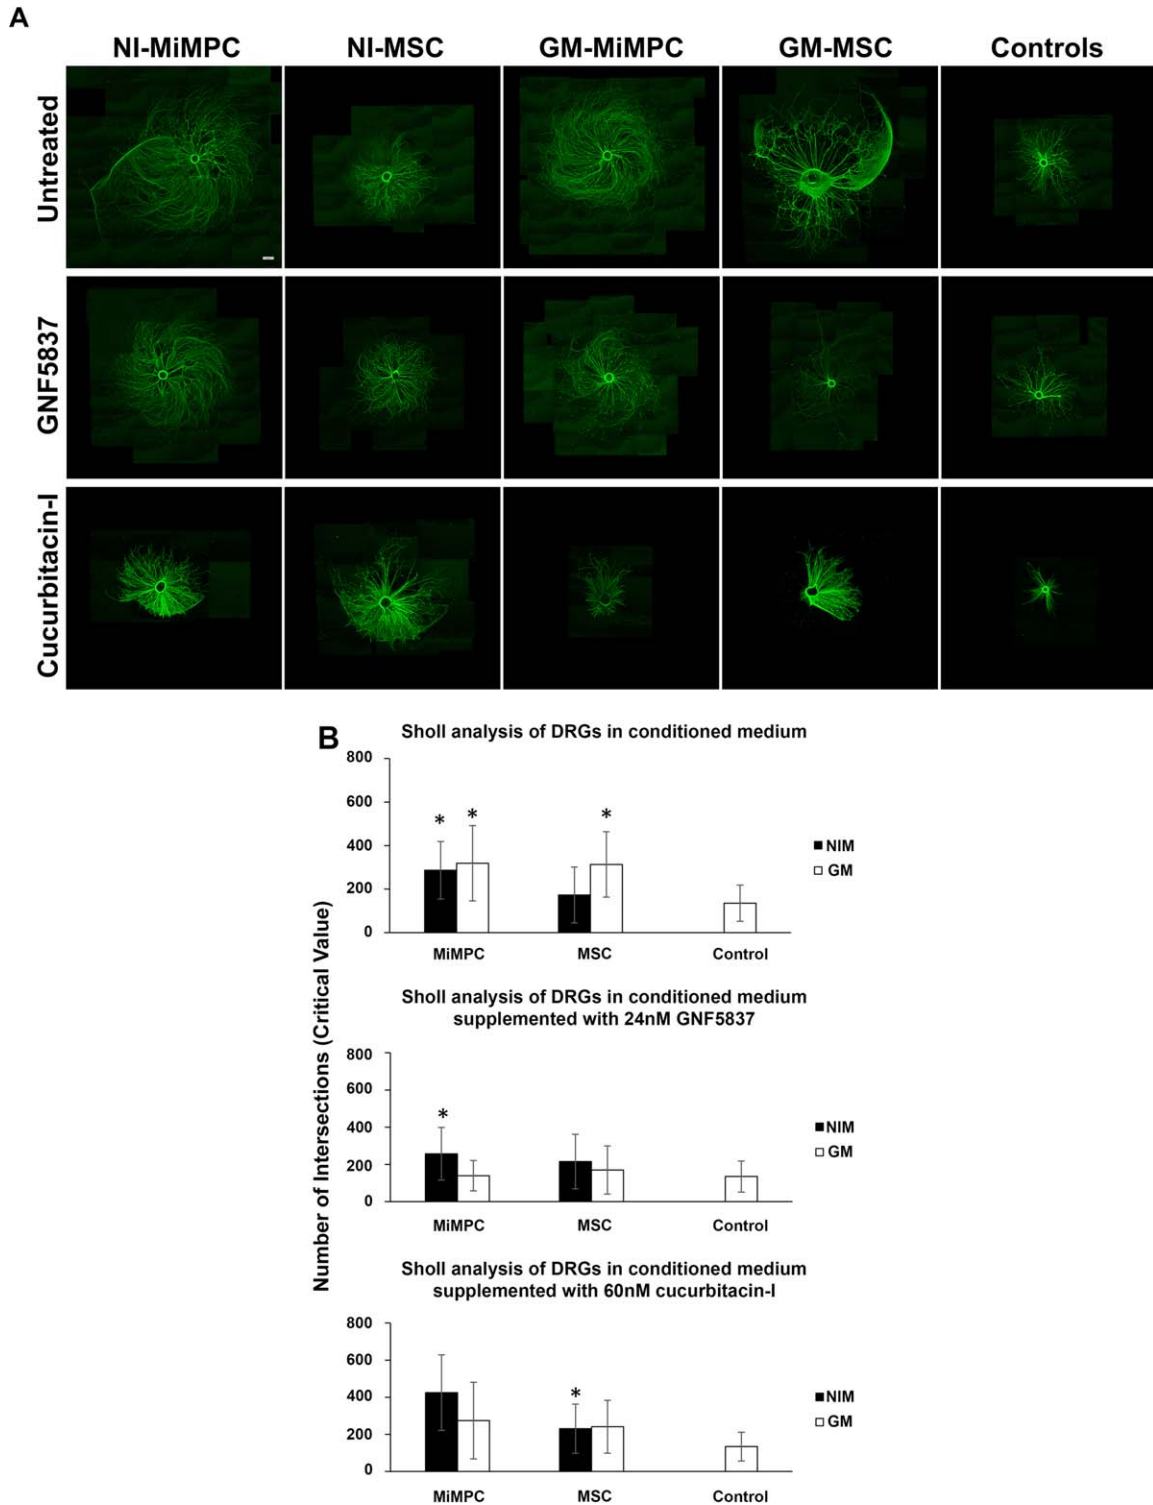 A
NI-MiMPC NI-MSC GM-MiMPC GM-MSC Controls
Untreated
GNF5837
Cucurbitacin-I
B
Number of Intersections (Critical Value)
Sholl analysis of DRGs in conditioned medium
800
600
400
200
0
* * *
MiMPC MSC Control
NIM
GM
Sholl analysis of DRGs in conditioned medium
supplemented with 24nM GNF5837
800
600
400
200
0
*
MiMPC MSC Control
NIM
GM
Sholl analysis of DRGs in conditioned medium
supplemented with 60nM cucurbitacin-I
800
600
400
200
0
*
MiMPC MSC Control
NIM
GM